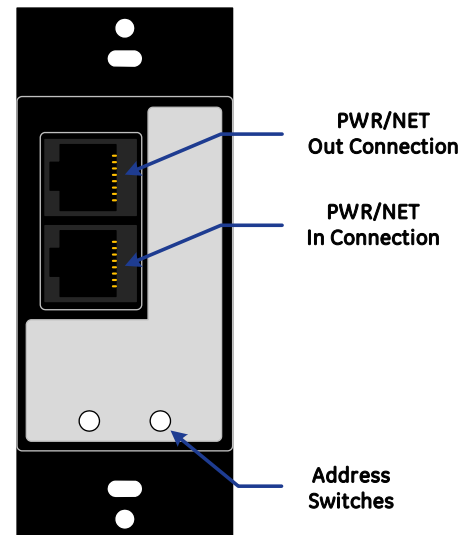 PWR/NET
Out Connection
PWR/NET
In Connection
Address
Switches